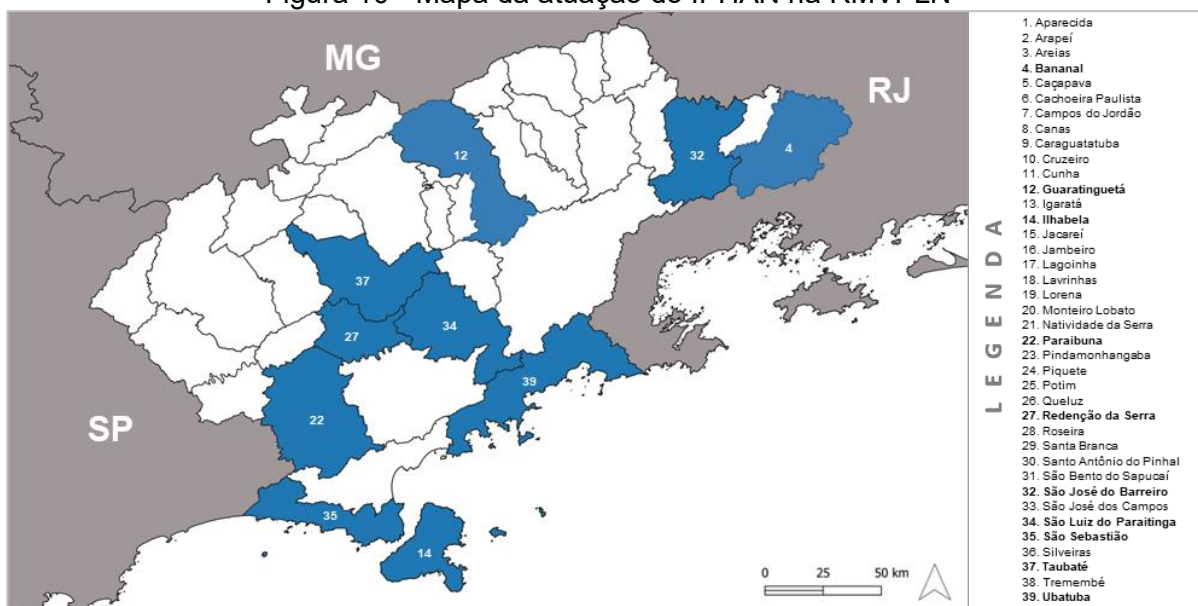 Figura 16 - Mapa da atuação do IPHAN na RMVPLN
MG
RJ
SP
12
32
4
37
34
27
39
22
35
14
0 25 50 km
LEGENDA
1. Aparecida
2. Arapeí
3. Areias
4. Bananal
5. Caçapava
6. Cachoeira Paulista
7. Campos do Jordão
8. Canas
9. Caraguatatuba
10. Cruzeiro
11. Cunha
12. Guaratinguetá
13. Igaratá
14. Ilhabela
15. Jacareí
16. Jambeiro
17. Lagoinha
18. Lavrinhas
19. Lorena
20. Monteiro Lobato
21. Natividade da Serra
22. Paraibuna
23. Pindamonhangaba
24. Piquete
25. Potim
26. Queluz
27. Redenção da Serra
28. Roseira
29. Santa Branca
30. Santo Antônio do Pinhal
31. São Bento do Sapucaí
32. São José do Barreiro
33. São José dos Campos
34. São Luiz do Paraitinga
35. São Sebastião
36. Silveiras
37. Taubaté
38. Tremembé
39. Ubatuba